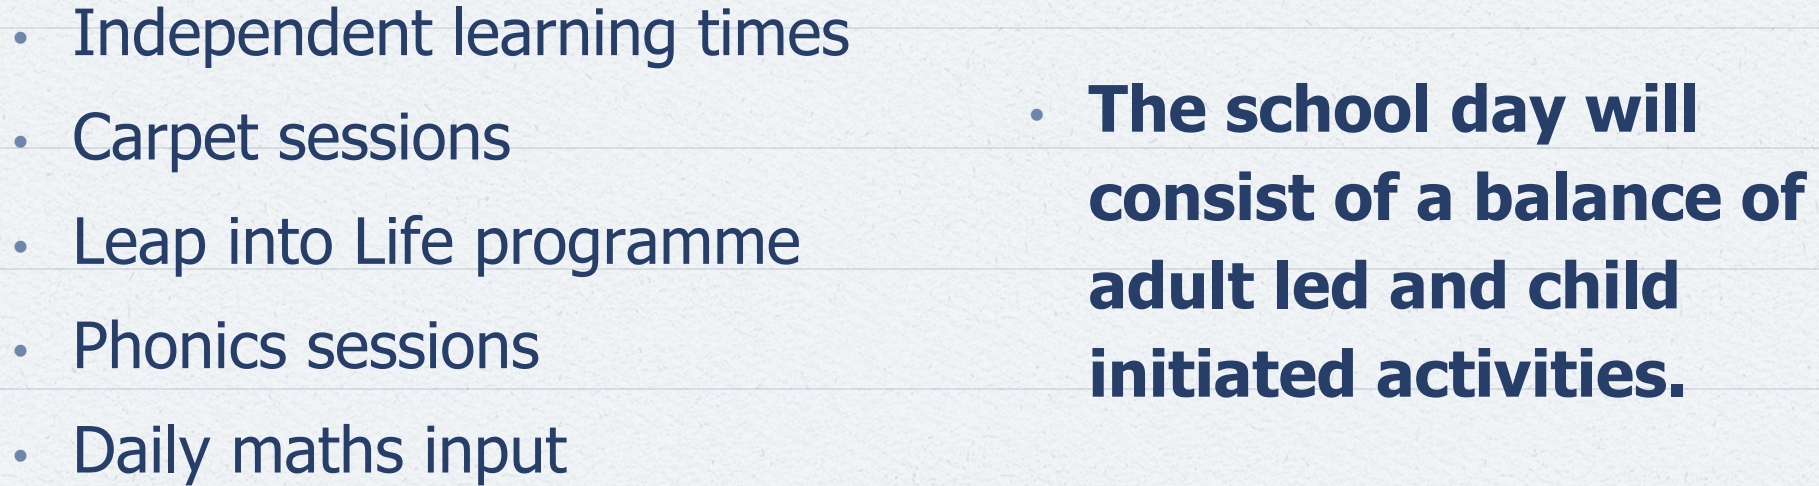 • Independent learning times
• Carpet sessions
• Leap into Life programme
• Phonics sessions
• Daily maths input
• The school day will
consist of a balance of
adult led and child
initiated activities.